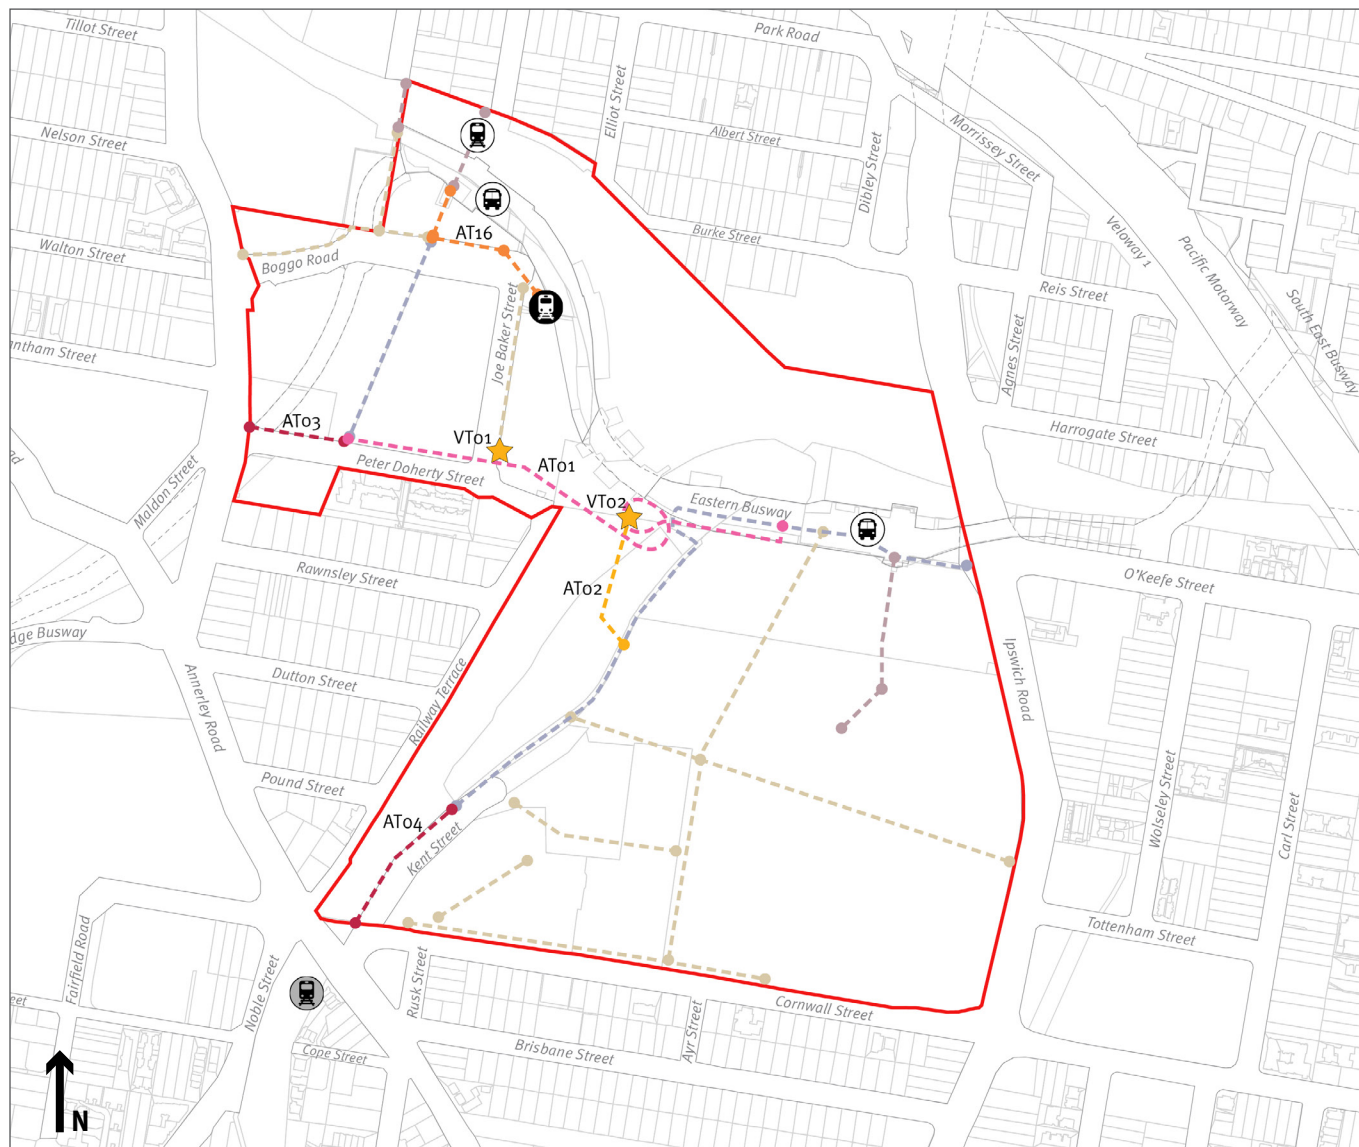 Tillot Street
Park Road
Elliot Street
Albert Street
Dibley Street
Morrissey Street
Nelson Street
Veloway 1
Pacific Motorway
South East Busway
Walton Street
AT16
Burke Street
Boggo Road
Reis Street
antham Street
Joe Baker Street
Agnes Street
AT03
VT01
Harrogate Street
Peter Doherty Street
AT01
Maldon Street
VT02
Eastern Busway
Rawnsley Street
AT02
O'Keefe Street
dge Busway
Dutton Street
Annerley Road
Railway Terrace
Ipswich Road
Pound Street
AT04
Kent Street
Wolseley Street
Carl Street
Fairfield Road
Noble Street
Rusk Street
Tottenham Street
Cornwall Street
Ayr Street
Cope Street
Brisbane Street
N